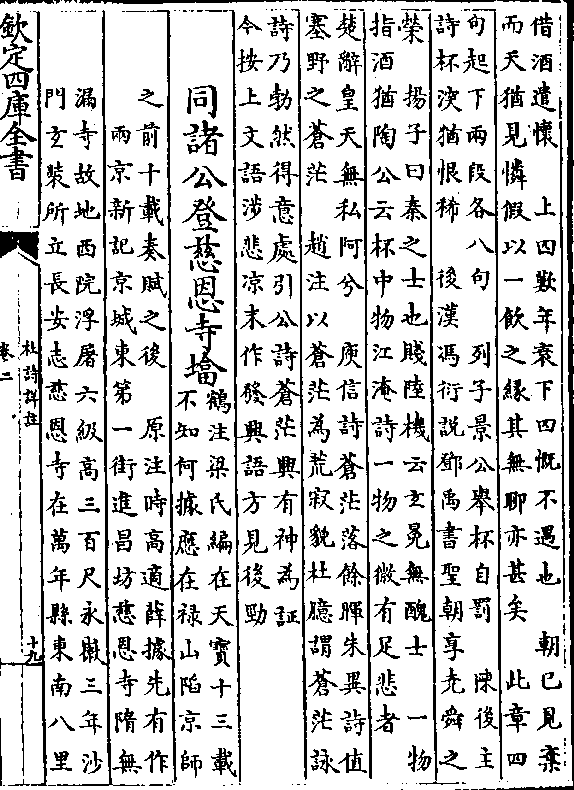 借酒遣懷　上四歎年衰下四慨不遇也　朝已見棄
而天猶見憐假以一飲之縁其無聊亦甚矣　此章四
句起下兩段各八句　列子景公舉杯自罰　陳後主
詩杯湥猶恨稀　後漢馮衍說鄧禹書聖朝享堯舜之
榮　揚子曰秦之士也賤陸機云玄冕無醜士　一物
指酒猶陶公云杯中物江淹詩一物之微有足悲者
楚辭皇天無私阿兮　庾信詩蒼茫落餘暉朱異詩值
塞野之蒼茫　趙注以蒼茫為荒寂貌杜臆謂蒼茫詠
詩乃勃然得意處引公詩蒼茫興有神為証
今按上文語涉悲凉末作發興語方見後勁
同諸公登慈恩寺墖
鶴注梁氏編在天寶十三載
不知何據應在禄山陷京師
之前十載奏賦之後　原注時高適薛據先有作
兩京新記京城東第一街進昌坊慈恩寺隋無
漏寺故地西院浮屠六級高三百尺永徽三年沙
門玄奘所立長安志慈恩寺在萬年縣東南八里
欽定四庫全書
杜詩詳註
卷二
十九